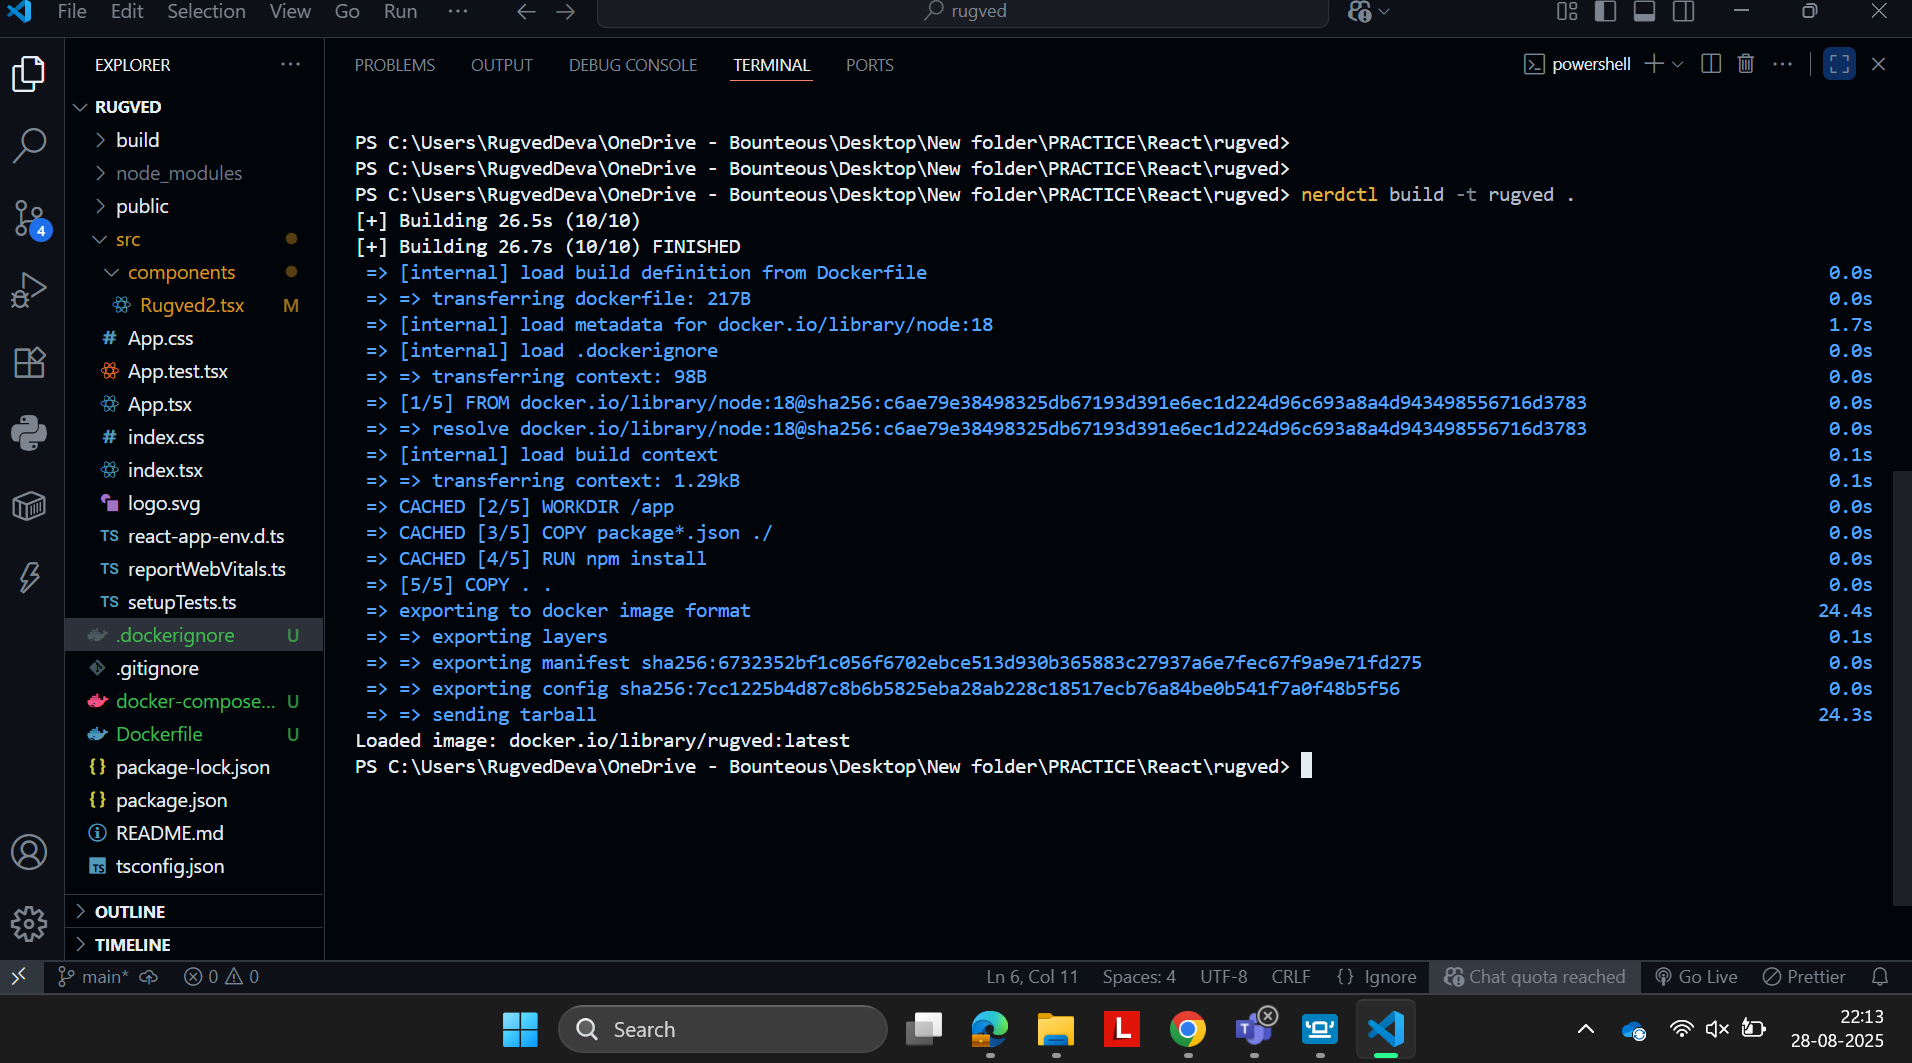 File Edit Selection View Go Run ··· rugved
EXPLORER ···
PROBLEMS OUTPUT DEBUG CONSOLE TERMINAL PORTS
powershell
RUGVED
build
node_modules
public
src
components
Rugved2.tsx M
# App.css
App.test.tsx
App.tsx
# index.css
index.tsx
logo.svg
TS react-app-env.d.ts
TS reportWebVitals.ts
TS setupTests.ts
.dockerignore U
.gitignore
docker-compose... U
Dockerfile U
{} package-lock.json
{} package.json
README.md
TS tsconfig.json
OUTLINE
TIMELINE
4
PS C:\Users\RugvedDeva\OneDrive - Bounteous\Desktop\New folder\PRACTICE\React\rugved>
PS C:\Users\RugvedDeva\OneDrive - Bounteous\Desktop\New folder\PRACTICE\React\rugved>
PS C:\Users\RugvedDeva\OneDrive - Bounteous\Desktop\New folder\PRACTICE\React\rugved> nerdctl build -t rugved .
[+] Building 26.5s (10/10)
[+] Building 26.7s (10/10) FINISHED
=> [internal] load build definition from Dockerfile 0.0s
=> => transferring dockerfile: 217B 0.0s
=> [internal] load metadata for docker.io/library/node:18 1.7s
=> [internal] load .dockerignore 0.0s
=> => transferring context: 98B 0.0s
=> [1/5] FROM docker.io/library/node:18@sha256:c6ae79e38498325db67193d391e6ec1d224d96c693a8a4d943498556716d3783 0.0s
=> => resolve docker.io/library/node:18@sha256:c6ae79e38498325db67193d391e6ec1d224d96c693a8a4d943498556716d3783 0.0s
=> [internal] load build context 0.1s
=> => transferring context: 1.29kB 0.1s
=> CACHED [2/5] WORKDIR /app 0.0s
=> CACHED [3/5] COPY package*.json ./ 0.0s
=> CACHED [4/5] RUN npm install 0.0s
=> [5/5] COPY . . 0.0s
=> exporting to docker image format 24.4s
=> => exporting layers 0.1s
=> => exporting manifest sha256:6732352bf1c056f6702ebce513d930b365883c27937a6e7fec67f9a9e71fd275 0.0s
=> => exporting config sha256:7cc1225b4d87c8b6b5825eba28ab228c18517ecb76a84be0b541f7a0f48b5f56 0.0s
=> => sending tarball 24.3s
Loaded image: docker.io/library/rugved:latest
PS C:\Users\RugvedDeva\OneDrive - Bounteous\Desktop\New folder\PRACTICE\React\rugved>
main* 0 0 Ln 6, Col 11 Spaces: 4 UTF-8 CRLF {} Ignore Chat quota reached Go Live Prettier
Search
L
T
22:13
28-08-2025